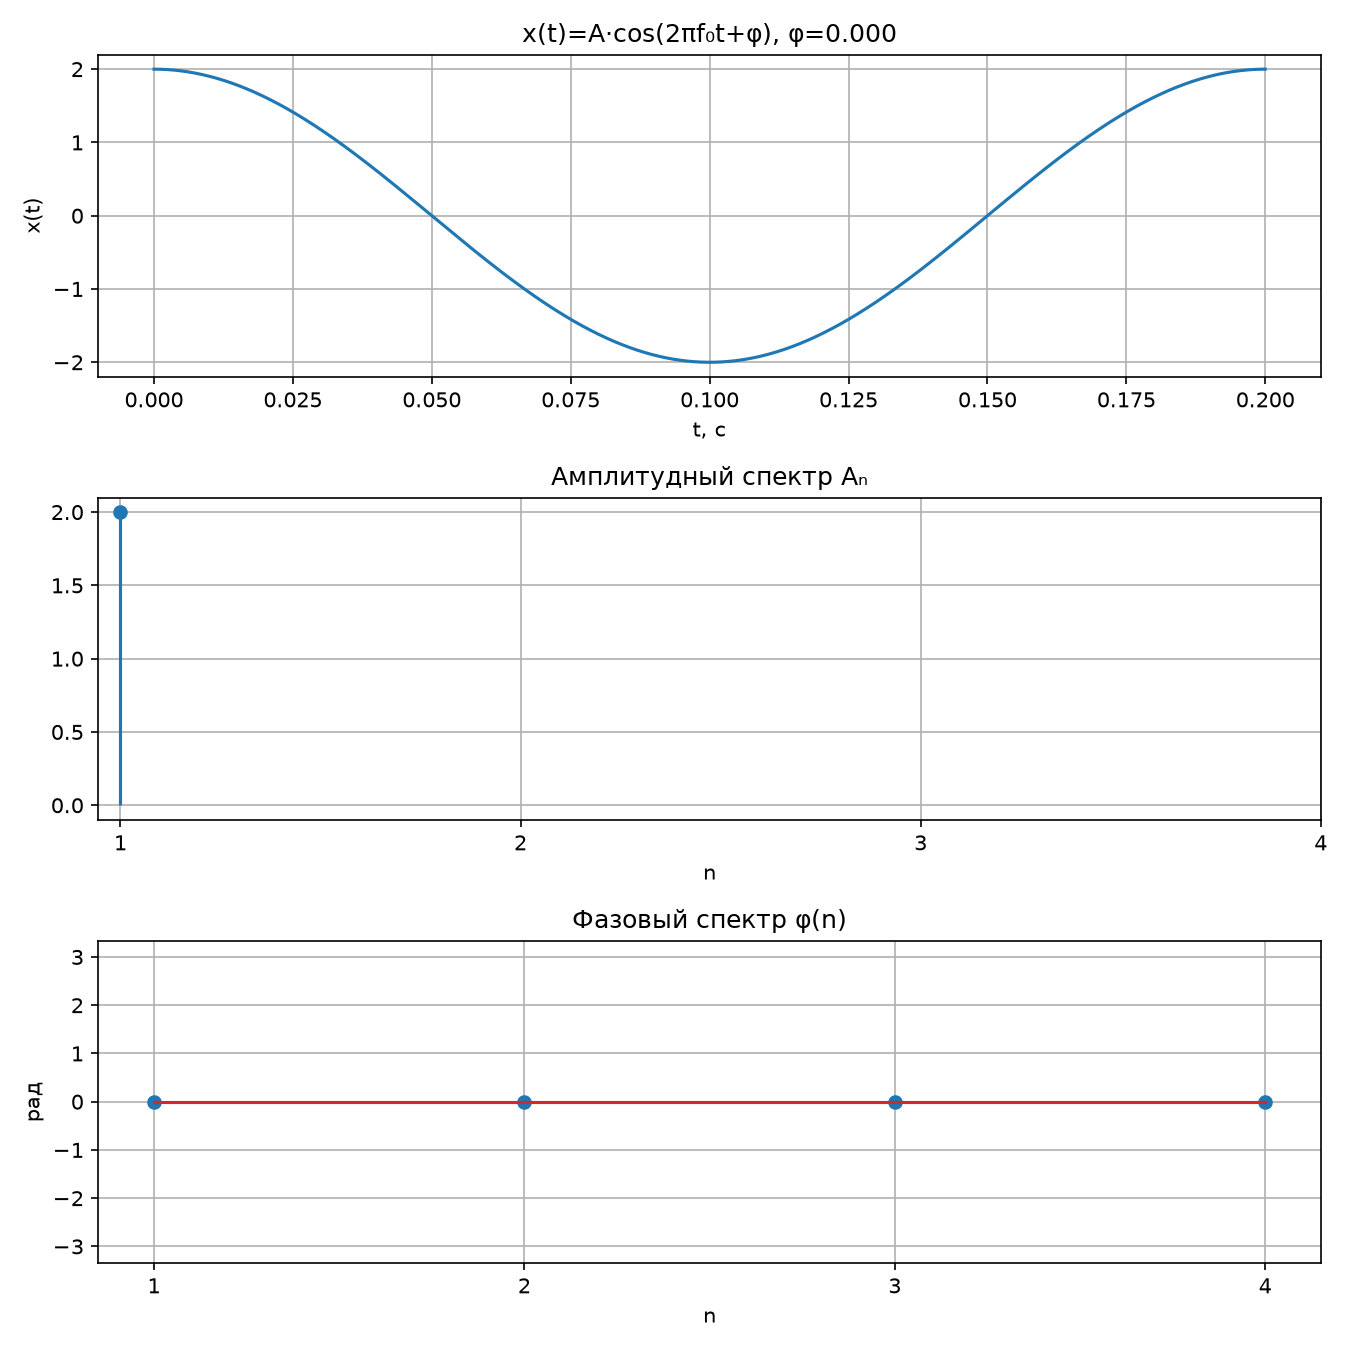 x(t)=A·cos(2πf₀t+φ), φ=0.000
2
1
0
−1
−2
x(t)
0.000 0.025 0.050 0.075 0.100 0.125 0.150 0.175 0.200
t, с
Амплитудный спектр Aₙ
2.0
1.5
1.0
0.5
0.0
1 2 3 4
n
Фазовый спектр φ(n)
3
2
1
0
−1
−2
−3
рад
1 2 3 4
n